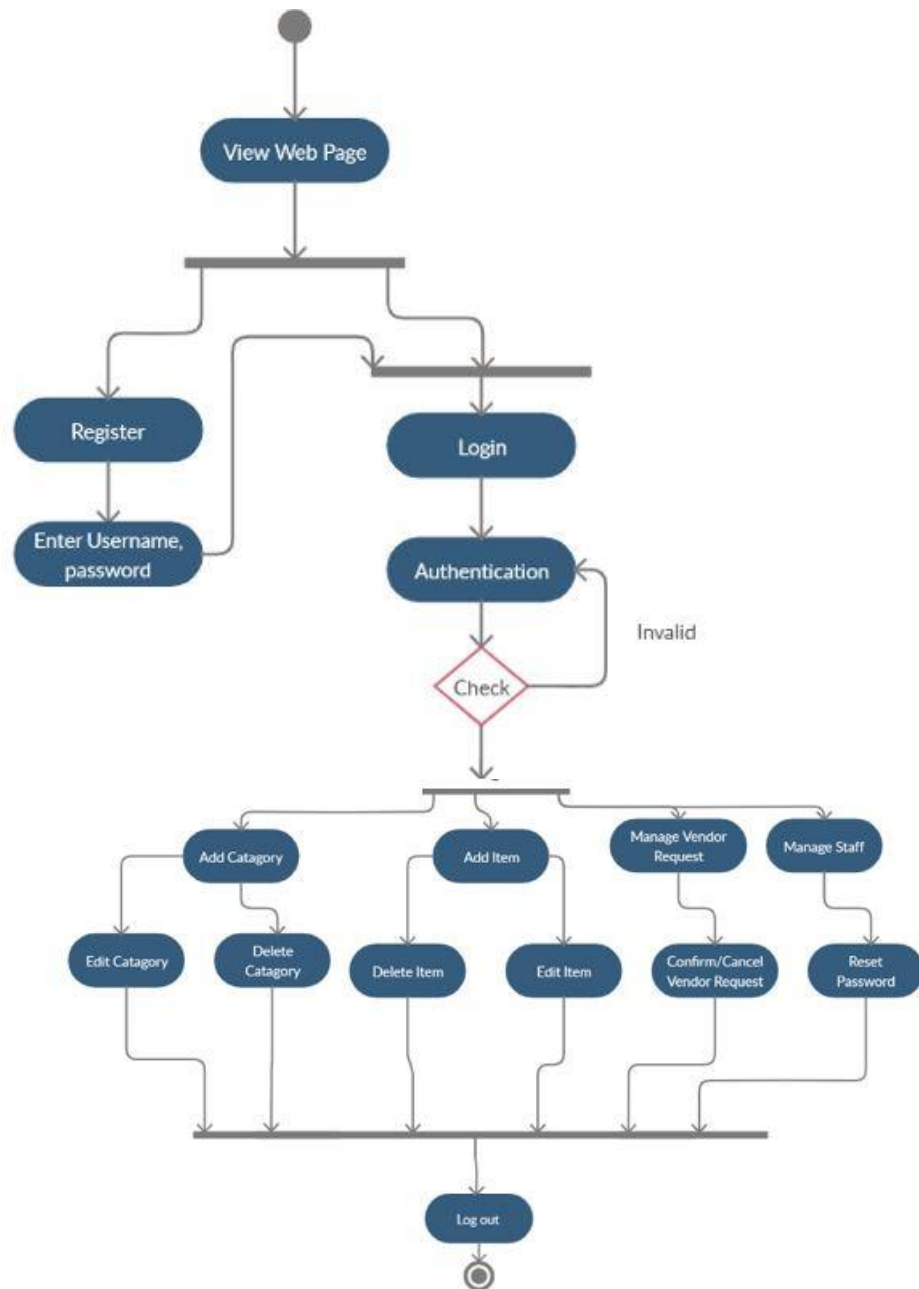 View Web Page
Register
Login
Enter Username,
password
Authentication
Invalid
Check
Add Catagory
Add Item
Manage Vendor
Request
Manage Staff
Edit Catagory
Delete
Catagory
Delete Item
Edit Item
Confirm/Cancel
Vendor Request
Reset
Password
Log out